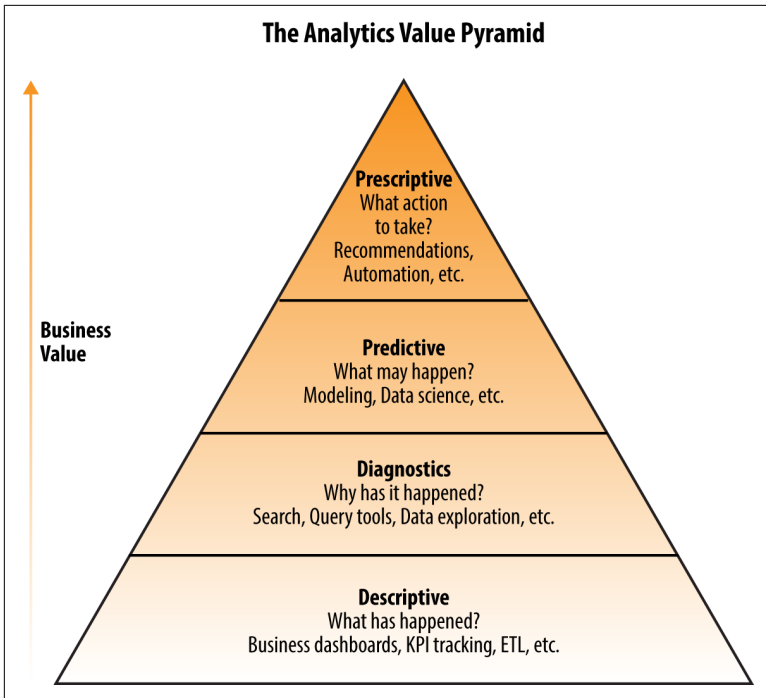 The Analytics Value Pyramid
Prescriptive
What action
to take?
Recommendations,
Automation, etc.
Business
Value
Predictive
What may happen?
Modeling, Data science, etc.
Diagnostics
Why has it happened?
Search, Query tools, Data exploration, etc.
Descriptive
What has happened?
Business dashboards, KPI tracking, ETL, etc.